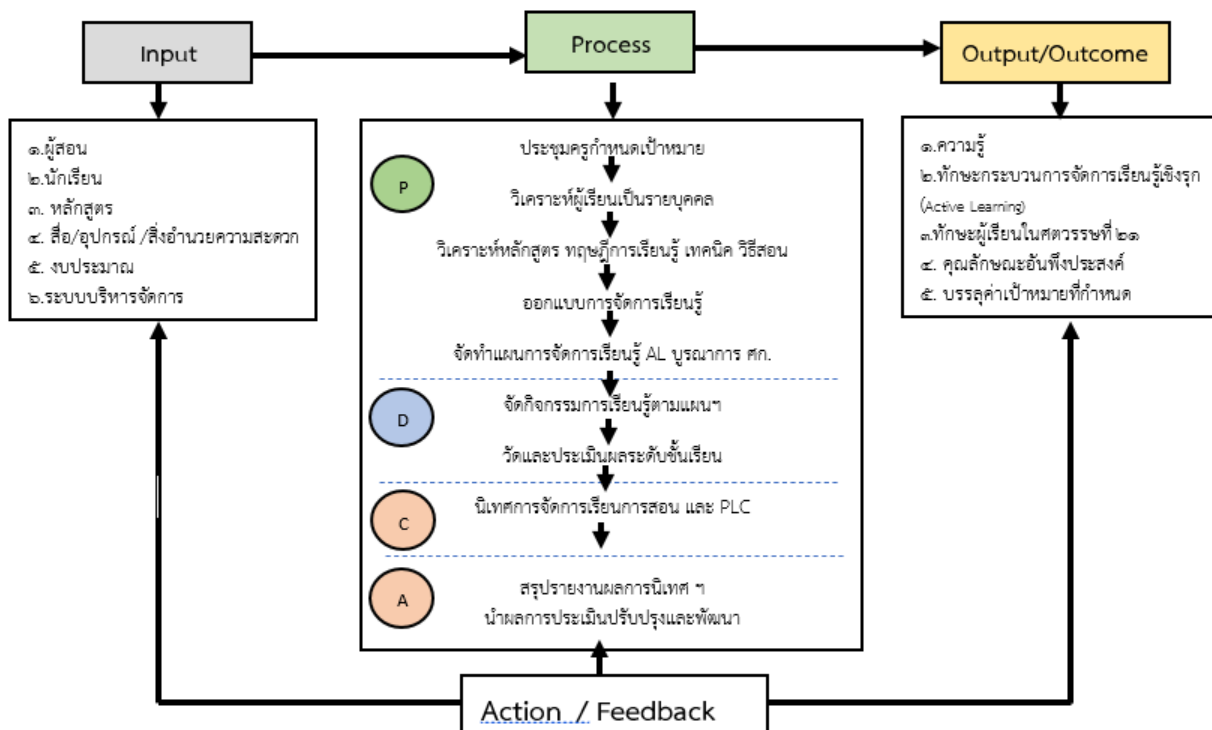 Input
Process
Output/Outcome
๑.ผู้สอน
๒.นักเรียน
๓. หลักสูตร
๔. สื่อ/อุปกรณ์ /สิ่งอำนวยความสะดวก
๕. งบประมาณ
๖.ระบบบริหารจัดการ
P
ประชุมครูกำหนดเป้าหมาย
วิเคราะห์ผู้เรียนเป็นรายบุคคล
วิเคราะห์หลักสูตร ทฤษฎีการเรียนรู้ เทคนิค วิธีสอน
ออกแบบการจัดการเรียนรู้
จัดทำแผนการจัดการเรียนรู้ AL บูรณาการ ศก.
D
จัดกิจกรรมการเรียนรู้ตามแผนฯ
วัดและประเมินผลระดับชั้นเรียน
C
นิเทศการจัดการเรียนการสอน และ PLC
A
สรุปรายงานผลการนิเทศ ฯ
นำผลการประเมินปรับปรุงและพัฒนา
๑.ความรู้
๒.ทักษะกระบวนการจัดการเรียนรู้เชิงรุก
(Active Learning)
๓.ทักษะผู้เรียนในศตวรรษที่ ๒๑
๔. คุณลักษณะอันพึงประสงค์
๕. บรรลุค่าเป้าหมายที่กำหนด
Action / Feedback